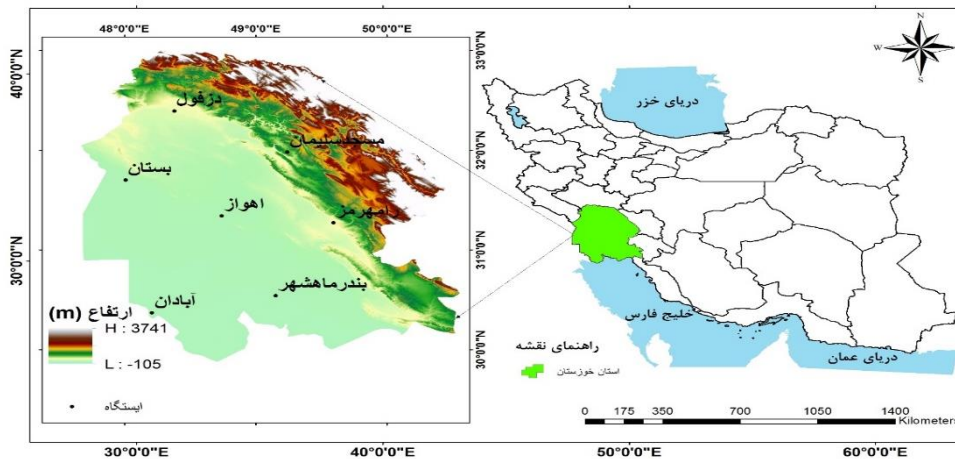 48°0'0"E 49°0'0"E 50°0'0"E
40°0'0"N
30°0'0"N
33°0'0"N
32°0'0"N
31°0'0"N
30°0'0"N
دزفول
مسجدسلیمان
بستان
اهواز
رامهرمز
بندرماهشهر
آبادان
ارتفاع (m)
H : 3741
L : -105
ایستگاه
N
W E
S
دریای خزر
خلیج فارس
دریای عمان
راهنمای نقشه
استان خوزستان
0 175 350 700 1050 1400
Kilometers
30°0'0"E 40°0'0"E 50°0'0"E 60°0'0"E